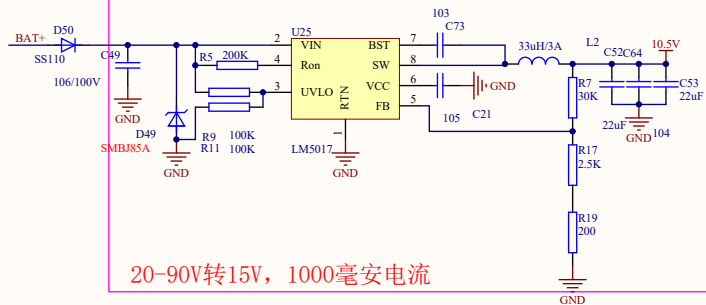 BAT+
D50
SS110
C49
106/100V
GND
D49
SMBJ85A
GND
R5
200K
R9
R11
100K
100K
U25
2
VIN
4
Ron
3
UVLO
RTN
1
BST
7
SW
8
VCC
6
FB
5
LM5017
GND
103
C73
GND
105
C21
33uH/3A
L2
R7
30K
C52
C64
10.5V
C53
22uF
22uF
104
GND
R17
2.5K
R19
200
GND
20-90V转15V，1000毫安电流